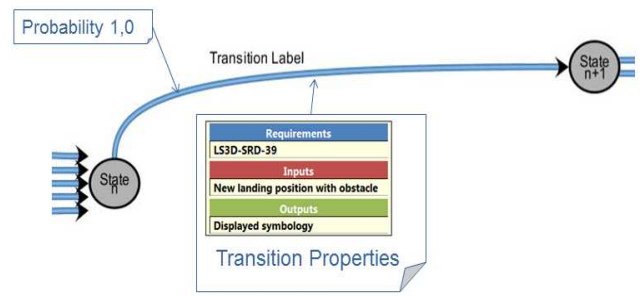 Probability 1,0
Transition Label
State
n+1
Requirements
LS3D-SRD-39
Inputs
New landing position with obstacle
Outputs
Displayed symbology
State
n
Transition Properties